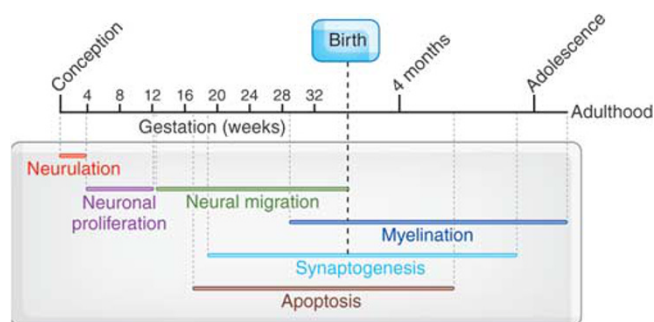 Birth
Conception
4 months
Adolescence
4 8 12 16 20 24 28 32
Adulthood
Gestation (weeks)
Neurulation
Neuronal
proliferation
Neural migration
Myelination
Synaptogenesis
Apoptosis